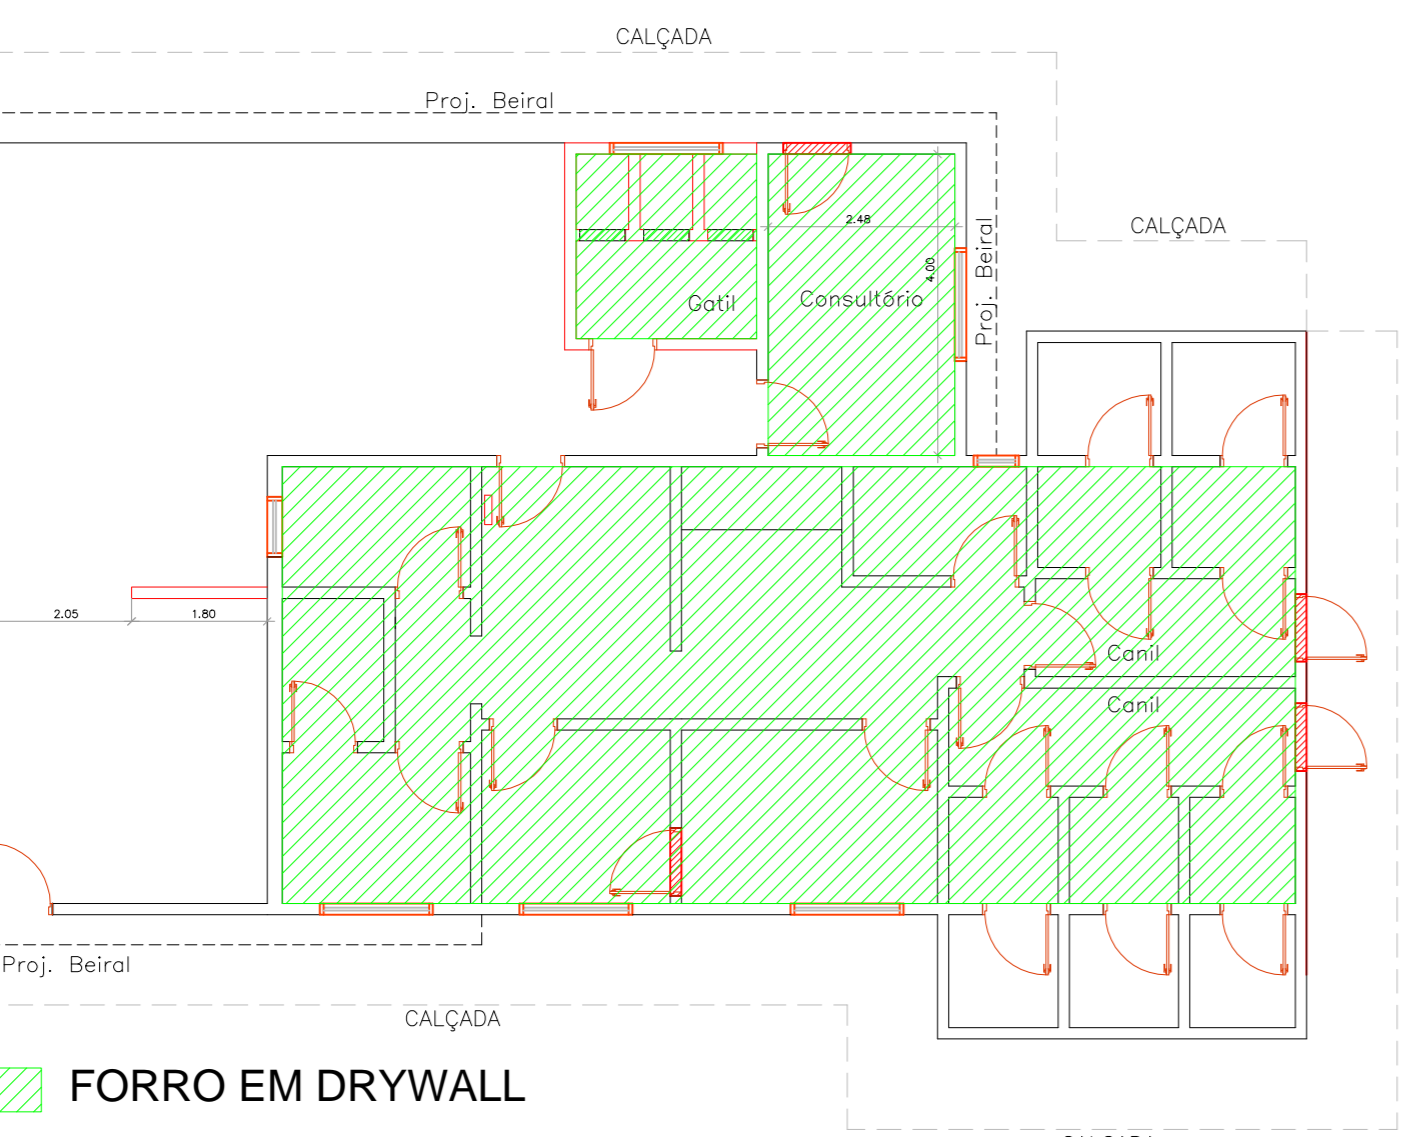 CALÇADA
Proj. Beiral
2.48
CALÇADA
Proj. Beiral
4.00
Gatil
Consultório
2.05
1.80
Canil
Canil
Proj. Beiral
CALÇADA
FORRO EM DRYWALL